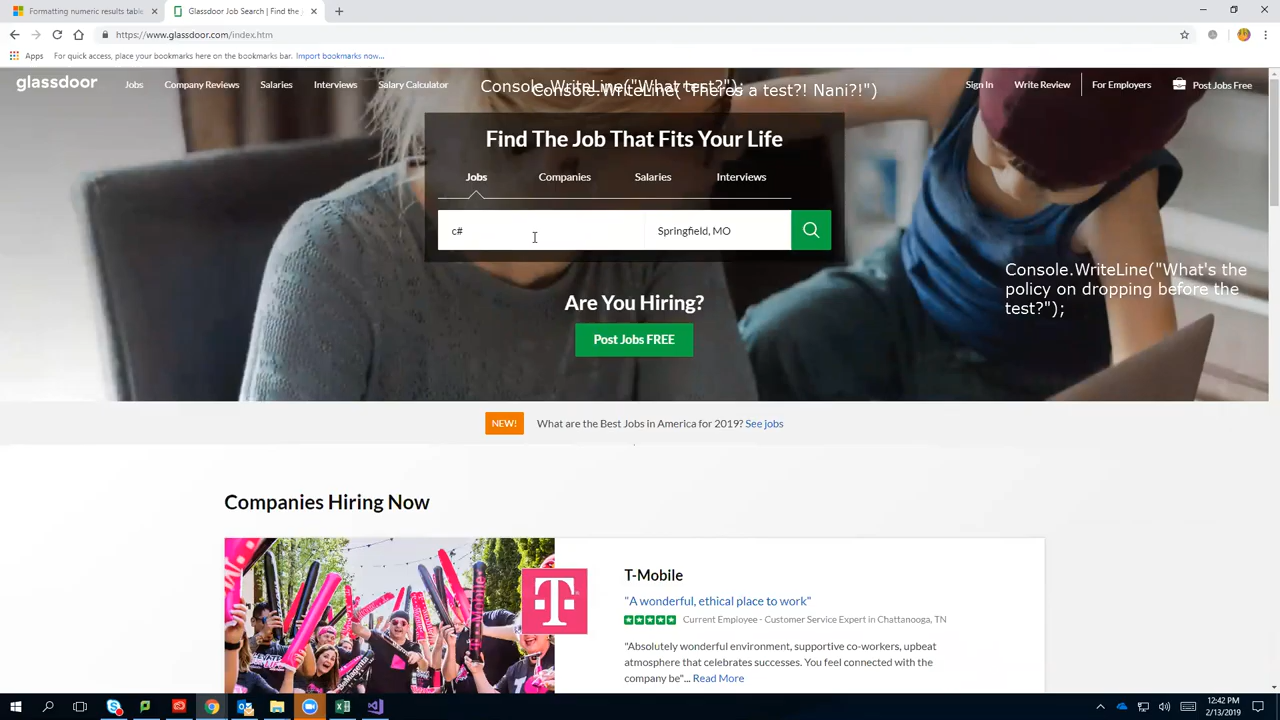 Formatting numeric results table
Glassdoor Job Search | Find the
https://www.glassdoor.com/index.htm
Apps For quick access, place your bookmarks here on the bookmarks bar. Import bookmarks now...
glassdoor Jobs Company Reviews Salaries Interviews Salary Calculator
Console.WriteLine("What test?");
Console.WriteLine("Theres a test?! Nani?!")
Sign In Write Review For Employers Post Jobs Free
Find The Job That Fits Your Life
Jobs Companies Salaries Interviews
c# Springfield, MO
Console.WriteLine("What's the
policy on dropping before the
test?");
Are You Hiring?
Post Jobs FREE
NEW! What are the Best Jobs in America for 2019? See jobs
Companies Hiring Now
T-Mobile
"A wonderful, ethical place to work"
Current Employee - Customer Service Expert in Chattanooga, TN
"Absolutely wonderful environment, supportive co-workers, upbeat
atmosphere that celebrates successes. You feel connected with the
company be"... Read More
12:42 PM
2/13/2019